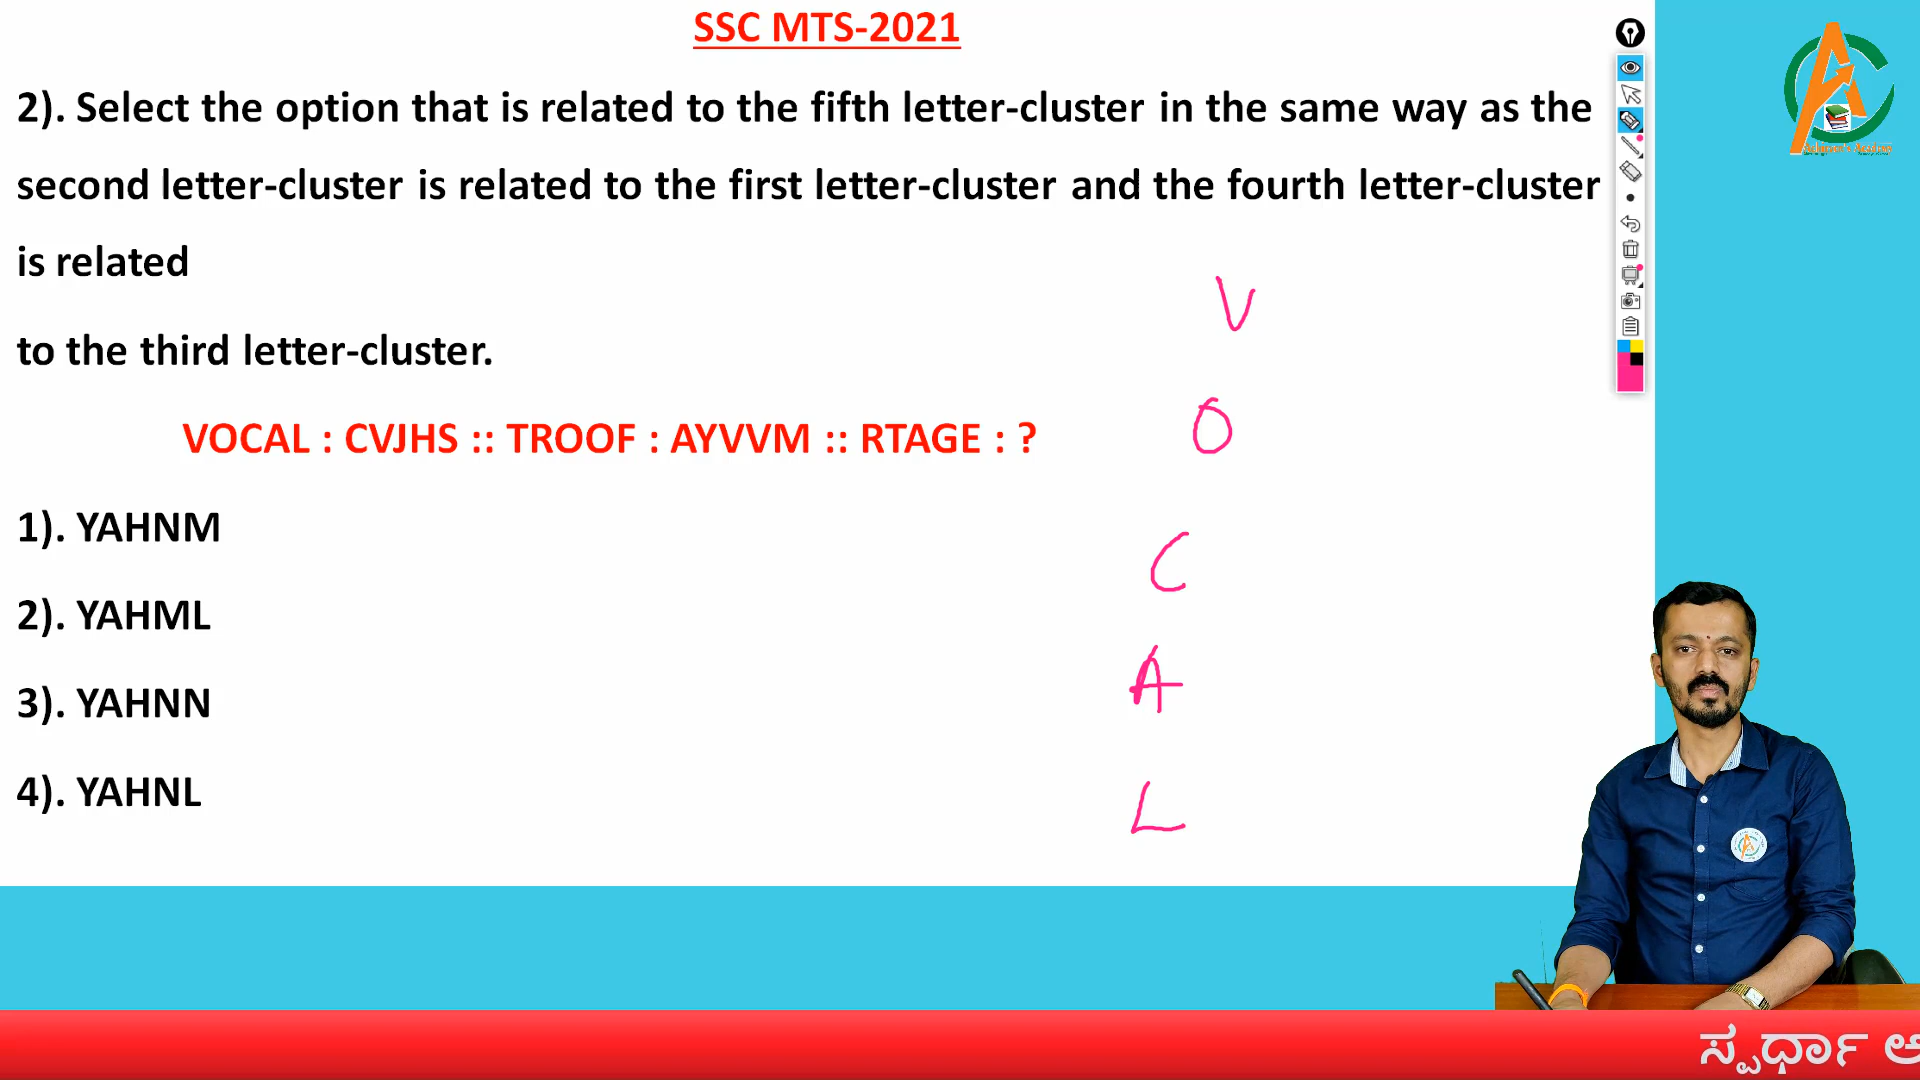 SSC MTS-2021
2). Select the option that is related to the fifth letter-cluster in the same way as the
second letter-cluster is related to the first letter-cluster and the fourth letter-cluster
is related
to the third letter-cluster.
VOCAL : CVJHS :: TROOF : AYVVM :: RTAGE : ?
1). YAHNM
2). YAHML
3). YAHNN
4). YAHNL
V
O
C
A
L
ಸ್ಪರ್ಧಾ